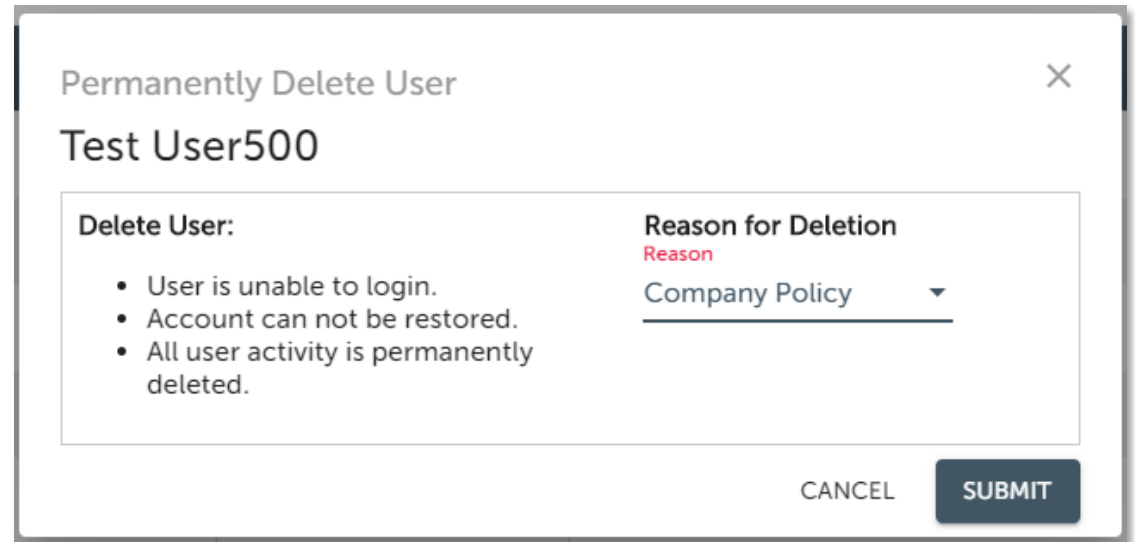 Permanently Delete User
Test User500
Delete User:
• User is unable to login.
• Account can not be restored.
• All user activity is permanently
deleted.
Reason for Deletion
Reason
Company Policy
CANCEL
SUBMIT